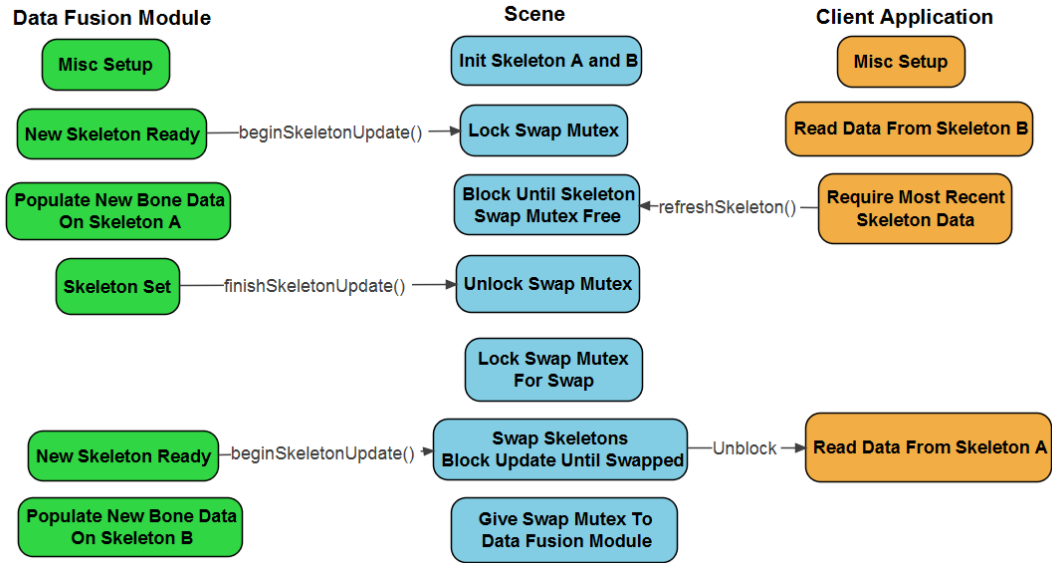 Data Fusion Module
Scene
Client Application
Misc Setup
Init Skeleton A and B
Misc Setup
New Skeleton Ready
beginSkeletonUpdate()
Lock Swap Mutex
Read Data From Skeleton B
Populate New Bone Data
On Skeleton A
Block Until Skeleton
Swap Mutex Free
refreshSkeleton()
Require Most Recent
Skeleton Data
Skeleton Set
finishSkeletonUpdate()
Unlock Swap Mutex
Lock Swap Mutex
For Swap
New Skeleton Ready
beginSkeletonUpdate()
Swap Skeletons
Block Update Until Swapped
Unblock
Read Data From Skeleton A
Populate New Bone Data
On Skeleton B
Give Swap Mutex To
Data Fusion Module